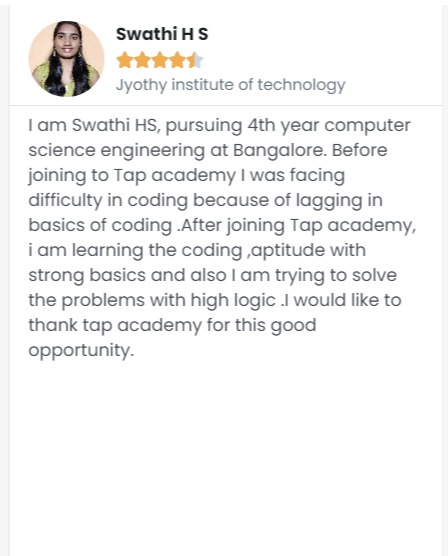 Swathi H S
Jyothy institute of technology
I am Swathi HS, pursuing 4th year computer
science engineering at Bangalore. Before
joining to Tap academy I was facing
difficulty in coding because of lagging in
basics of coding .After joining Tap academy,
i am learning the coding ,aptitude with
strong basics and also I am trying to solve
the problems with high logic .I would like to
thank tap academy for this good
opportunity.